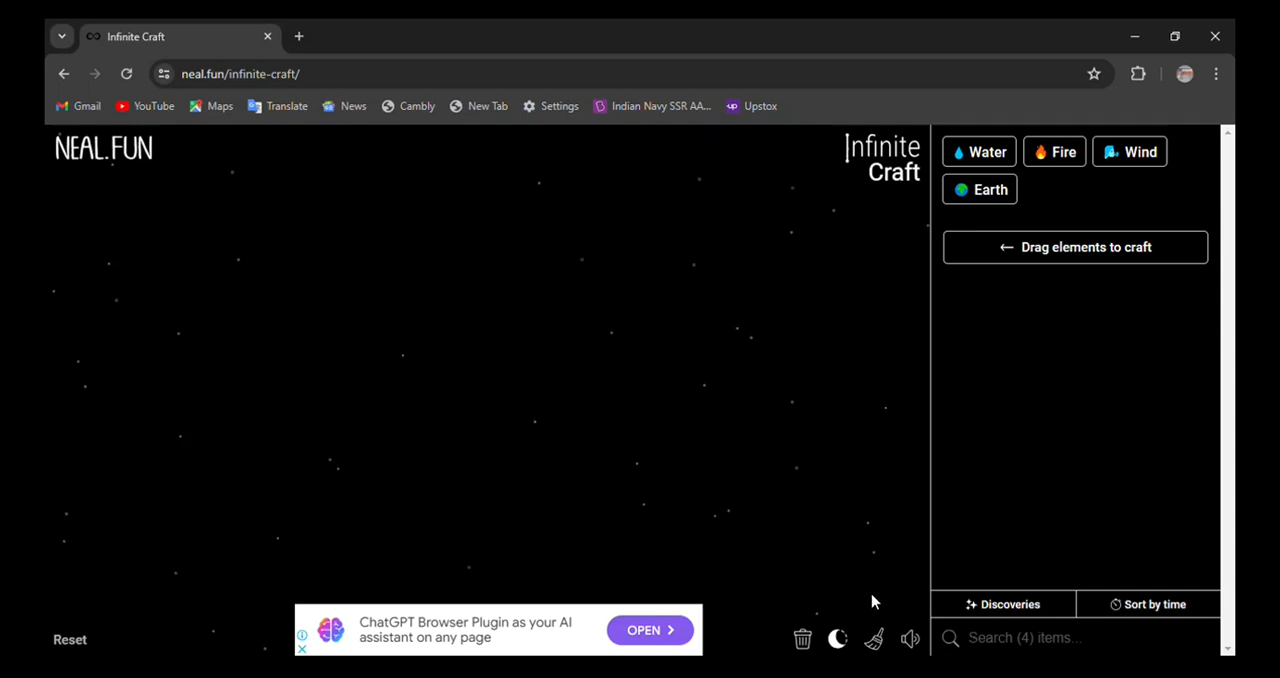 Infinite Craft
neal.fun/infinite-craft/
Gmail YouTube Maps Translate News Cambly New Tab Settings Indian Navy SSR AA... Upstox
NEAL.FUN
Infinite
Craft
Water Fire Wind
Earth
← Drag elements to craft
Discoveries Sort by time
Search (4) items...
ChatGPT Browser Plugin as your AI
assistant on any page
OPEN
Reset